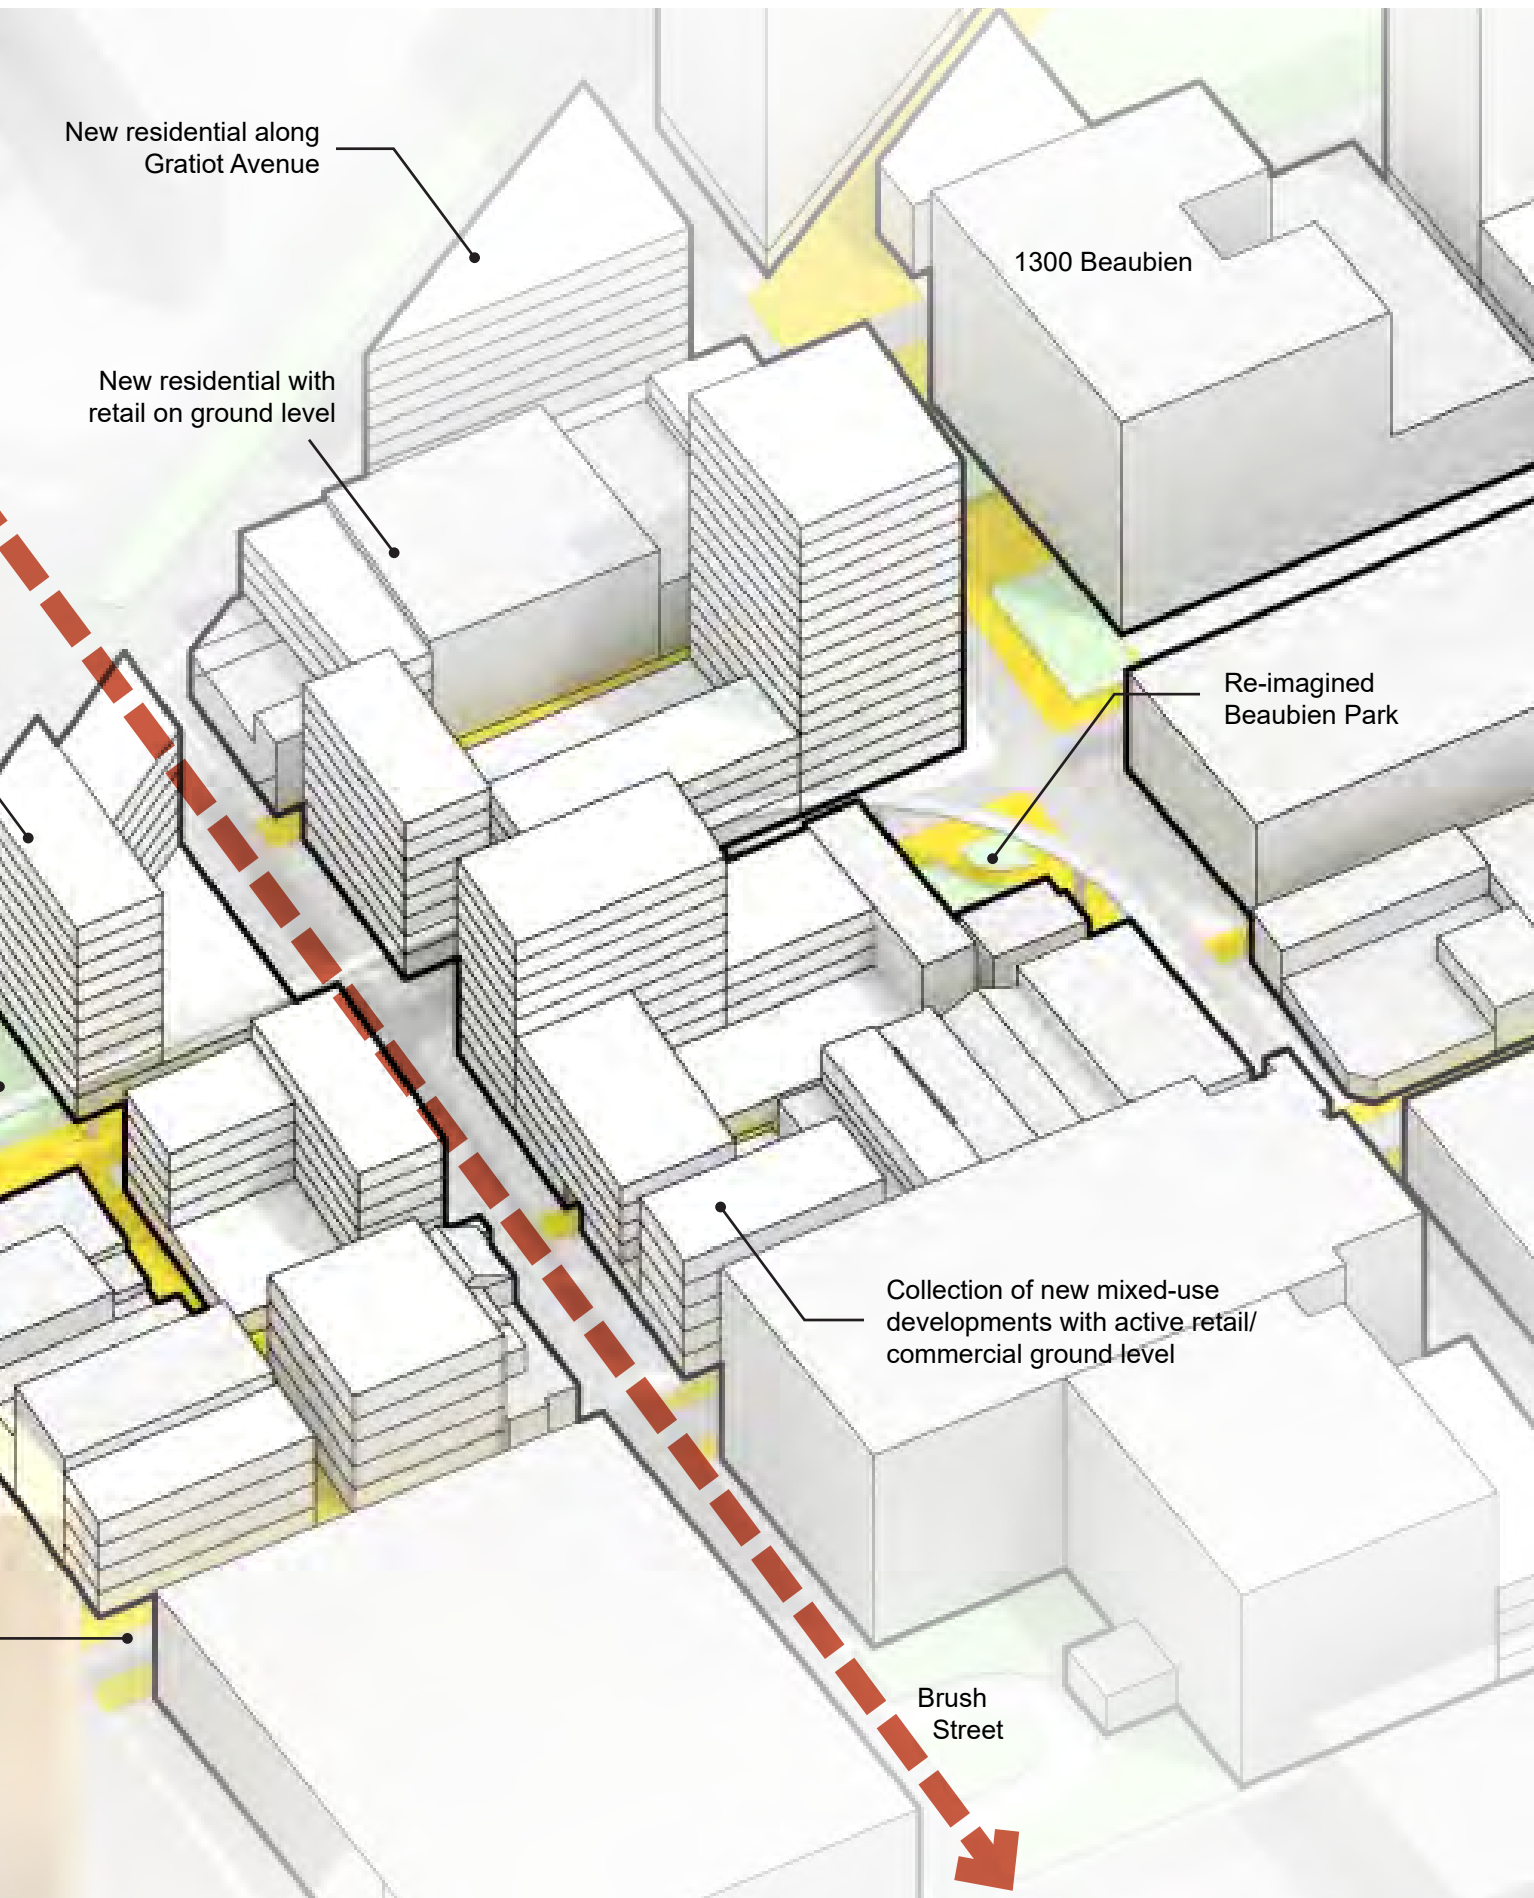 New residential along
Gratiot Avenue
1300 Beaubien
New residential with
retail on ground level
Re-imagined
Beaubien Park
Collection of new mixed-use
developments with active retail/
commercial ground level
Brush
Street